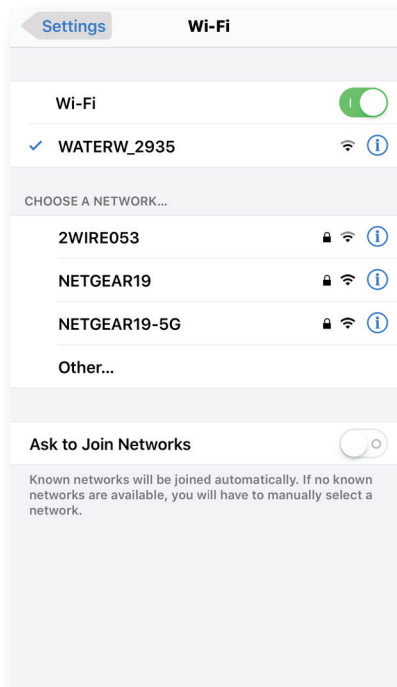 Settings
Wi-Fi
Wi-Fi
WATERW_2935
CHOOSE A NETWORK...
2WIRE053
NETGEAR19
NETGEAR19-5G
Other...
Ask to Join Networks
Known networks will be joined automatically. If no known
networks are available, you will have to manually select a
network.